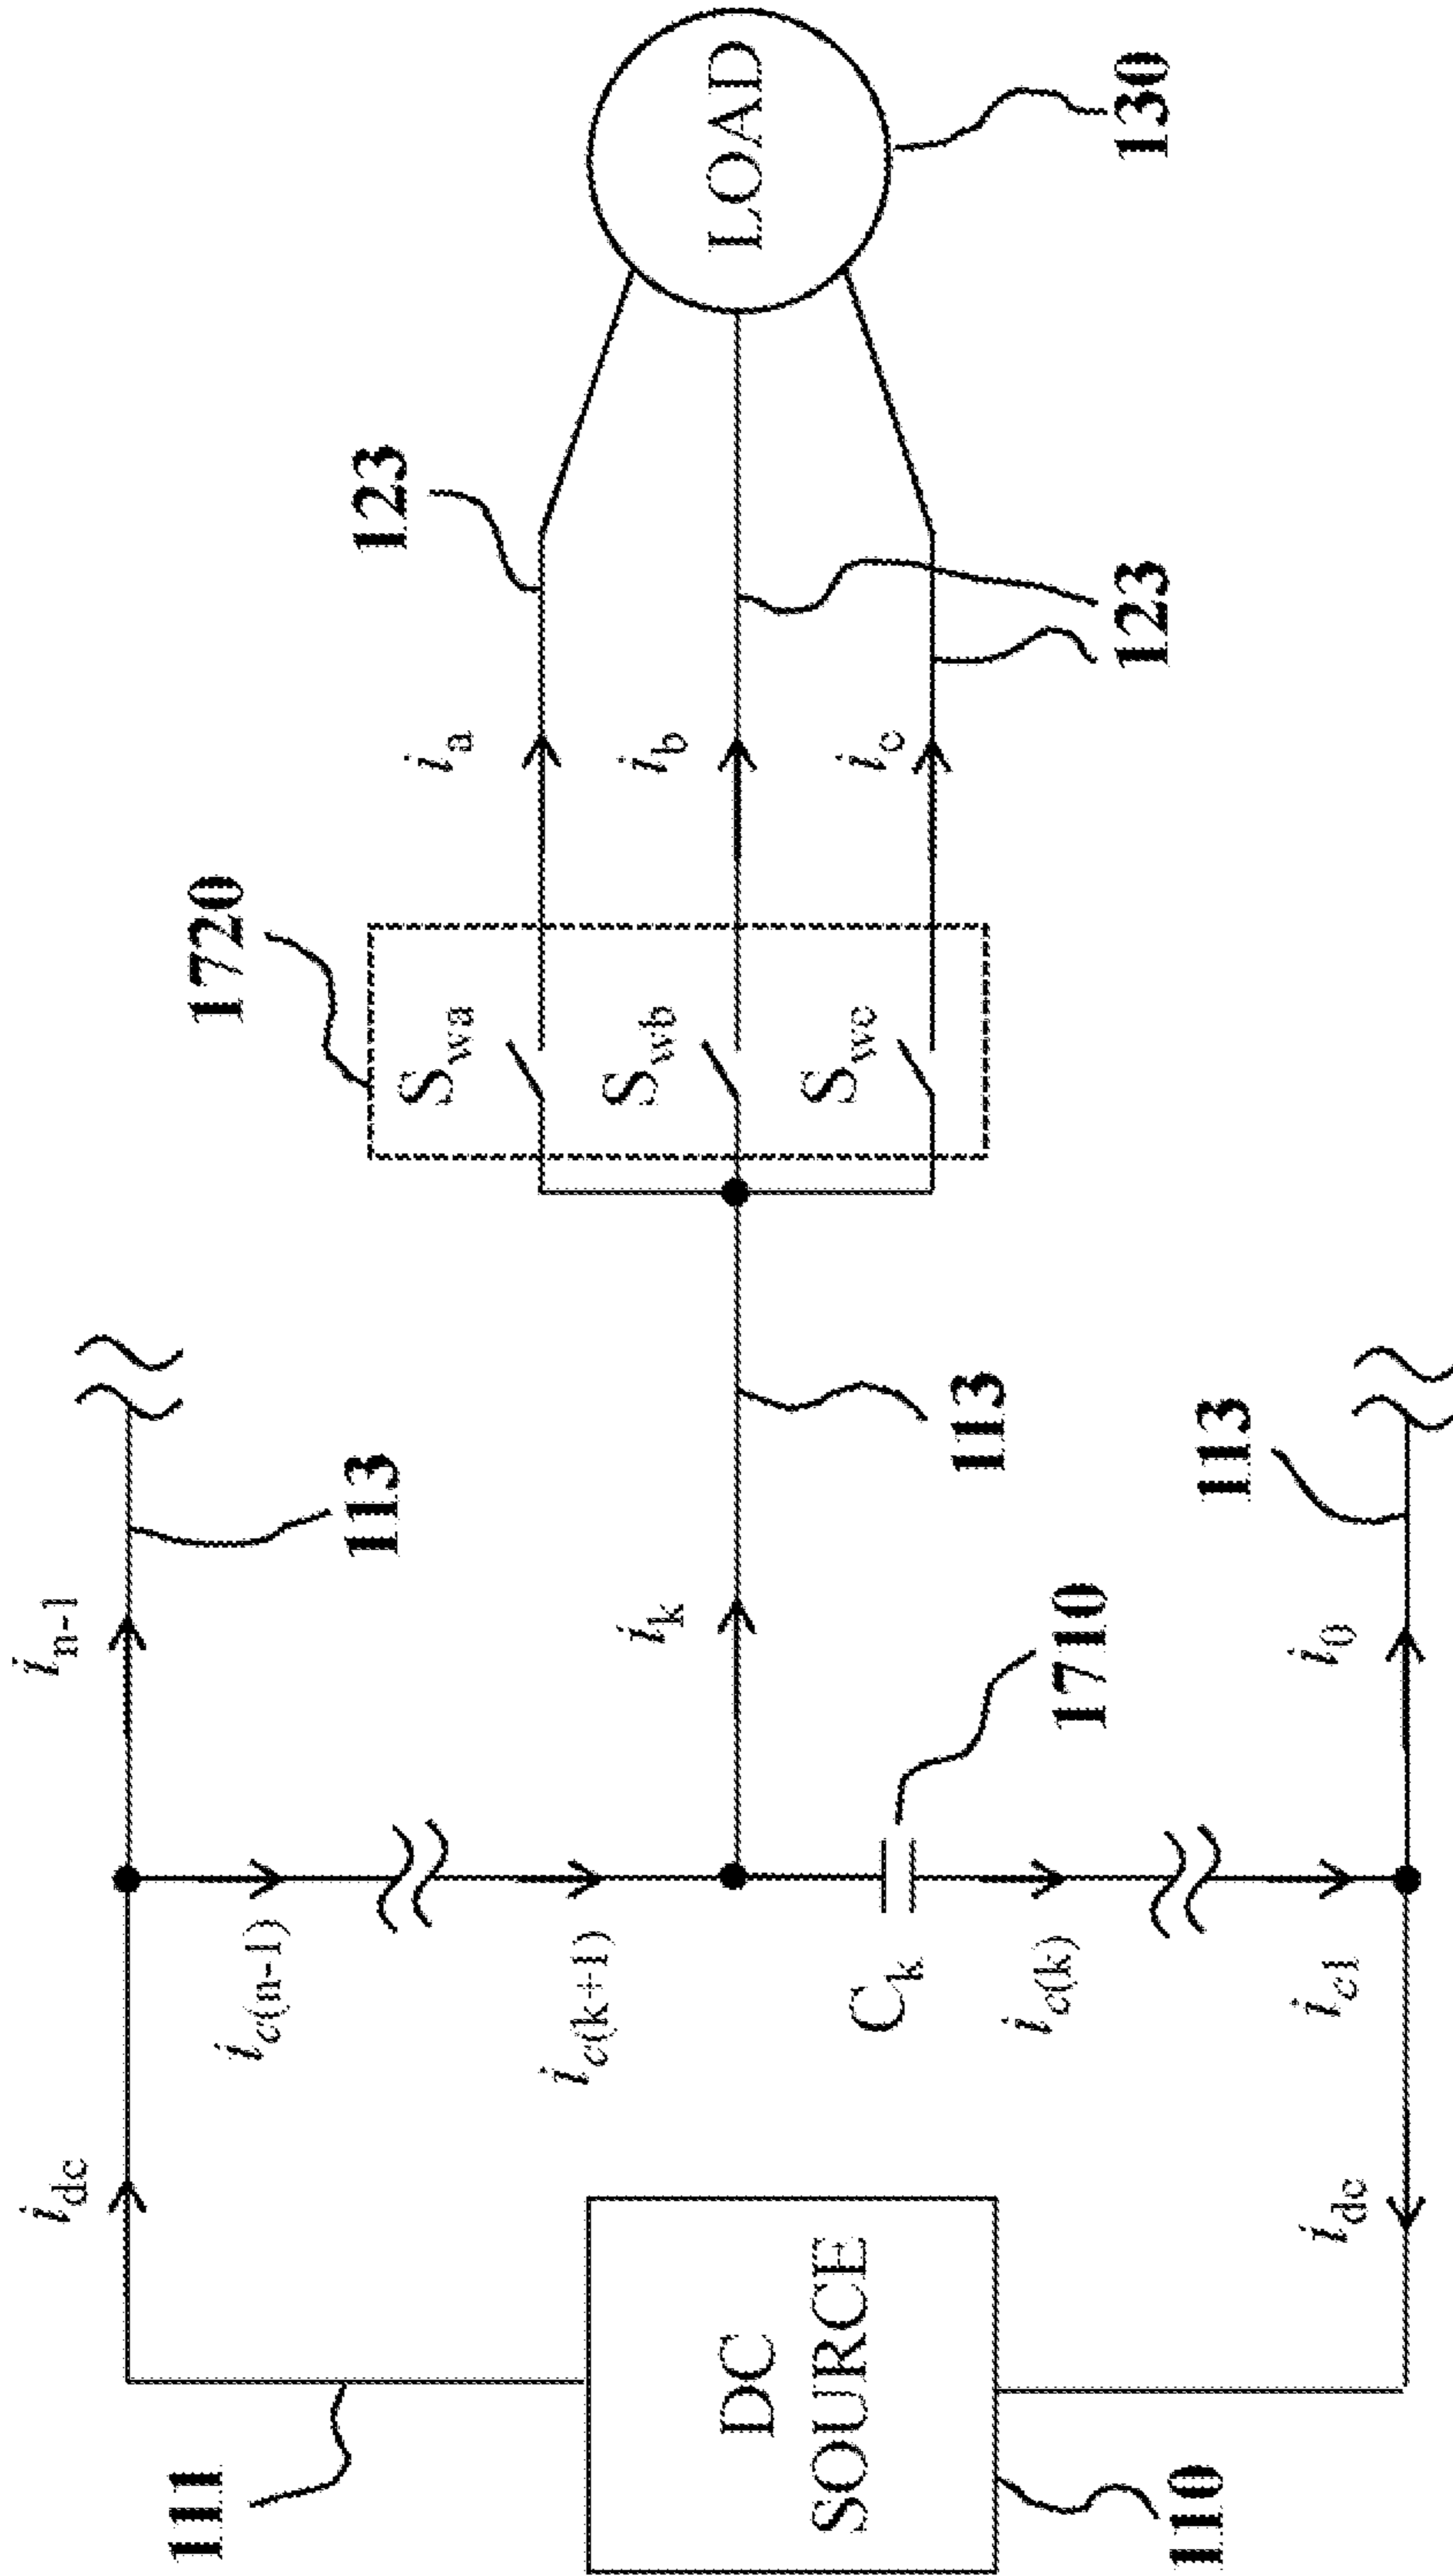 111
i_dc
i_n-1
113
i_c(n-1)
i_c(k+1)
i_k
113
1720
S_wa
S_wb
S_wc
i_a
i_b
i_c
123
123
LOAD
130
DC
SOURCE
110
C_k
1710
i_c(k)
i_c1
i_dc
i_0
113